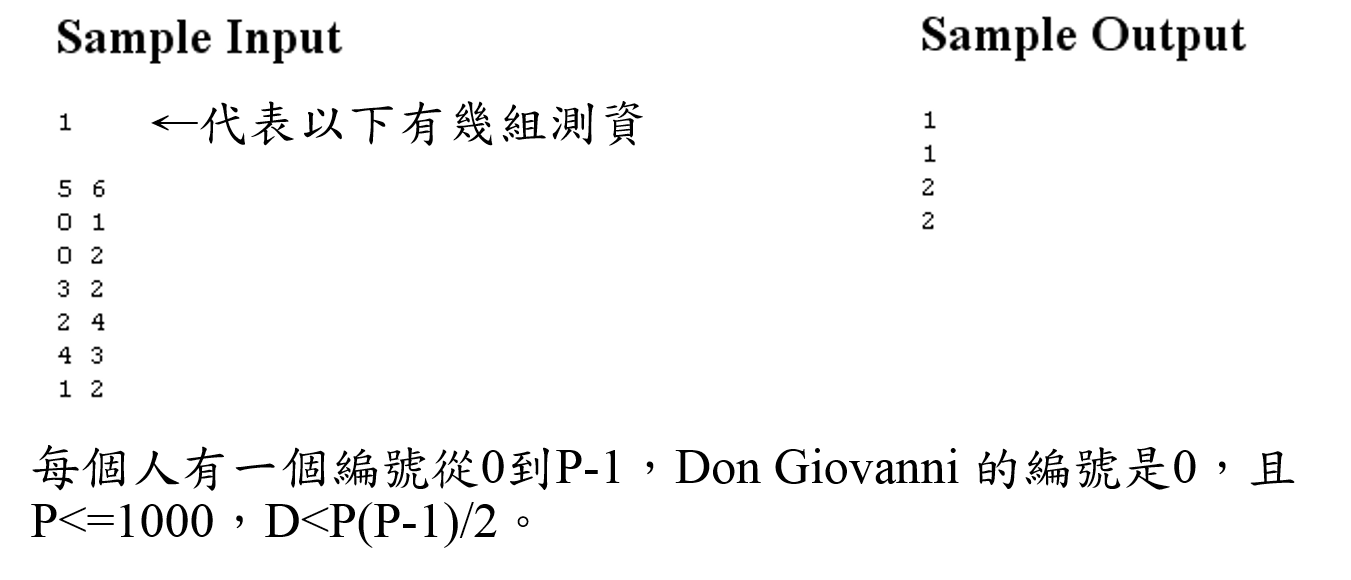 Sample Input
Sample Output
1 ←代表以下有幾組測資
5 6
0 1
0 2
3 2
2 4
4 3
1 2
1
1
2
2
每個人有一個編號從0到P-1，Don Giovanni 的編號是0，且
P<=1000，D<P(P-1)/2。